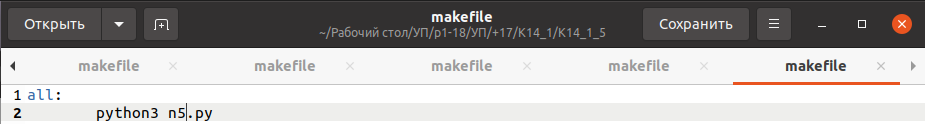 Открыть
makefile
~/Рабочий стол/УП/p1-18/УП/+17/K14_1/K14_1_5
Сохранить
makefile
makefile
makefile
makefile
makefile
1 all:
2 python3 n5.py